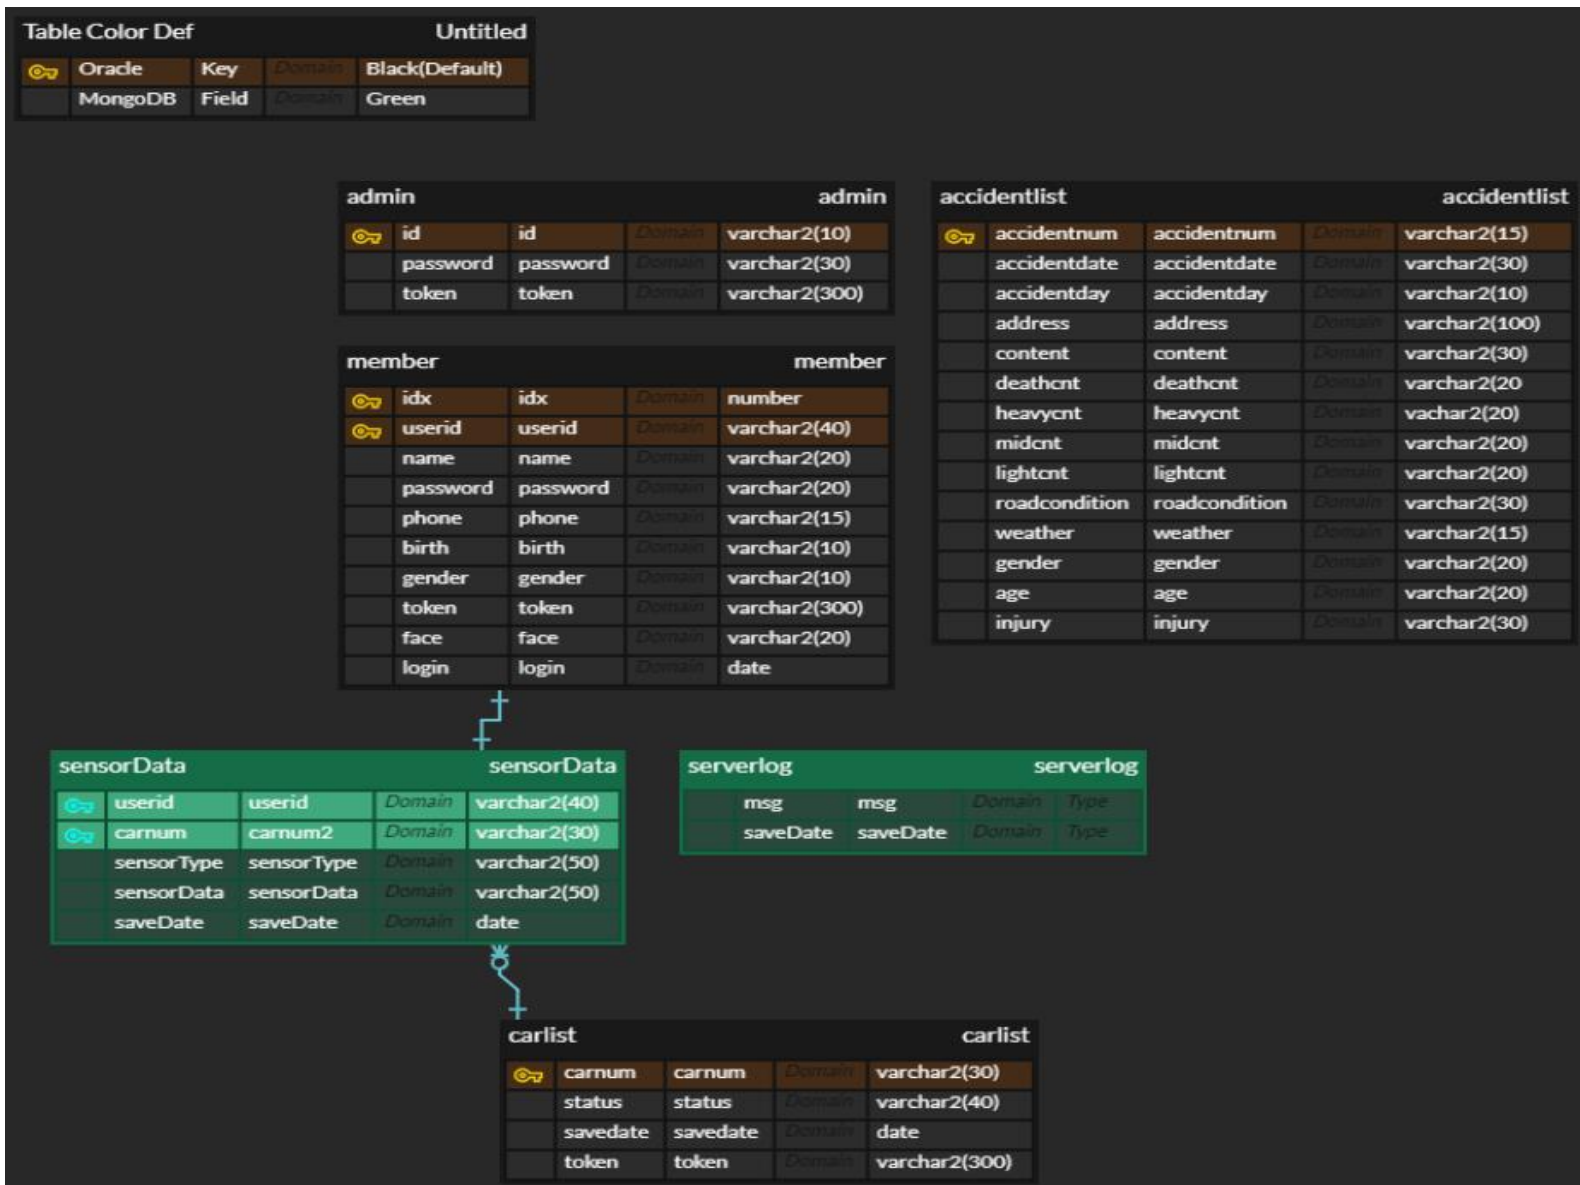 Table Color Def Untitled
Oracle Key Domain Black(Default)
MongoDB Field Domain Green
admin admin
id id Domain varchar2(10)
password password Domain varchar2(30)
token token Domain varchar2(300)
member member
idx idx Domain number
userid userid Domain varchar2(40)
name name Domain varchar2(20)
password password Domain varchar2(20)
phone phone Domain varchar2(15)
birth birth Domain varchar2(10)
gender gender Domain varchar2(10)
token token Domain varchar2(300)
face face Domain varchar2(20)
login login Domain date
accidentlist accidentlist
accidentnum accidentnum Domain varchar2(15)
accidentdate accidentdate Domain varchar2(30)
accidentday accidentday Domain varchar2(10)
address address Domain varchar2(100)
content content Domain varchar2(30)
deathcnt deathcnt Domain varchar2(20
heavycnt heavycnt Domain vachar2(20)
midcnt midcnt Domain varchar2(20)
lightcnt lightcnt Domain varchar2(20)
roadcondition roadcondition Domain varchar2(30)
weather weather Domain varchar2(15)
gender gender Domain varchar2(20)
age age Domain varchar2(20)
injury injury Domain varchar2(30)
sensorData sensorData
userid userid Domain varchar2(40)
carnum carnum2 Domain varchar2(30)
sensorType sensorType Domain varchar2(50)
sensorData sensorData Domain varchar2(50)
saveDate saveDate Domain date
serverlog serverlog
msg msg Domain Type
saveDate saveDate Domain Type
carlist carlist
carnum carnum Domain varchar2(30)
status status Domain varchar2(40)
savedate savedate Domain date
token token Domain varchar2(300)